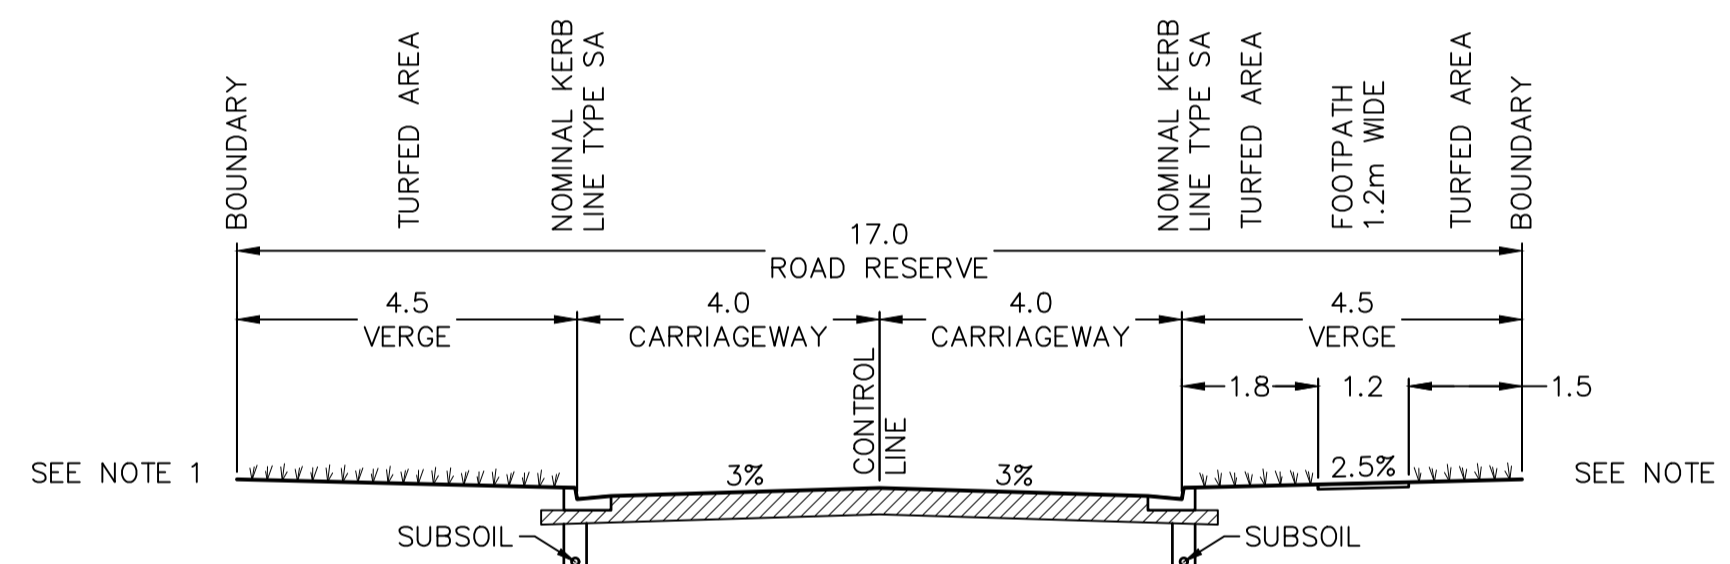 BOUNDARY
TURFED AREA
NOMINAL KERB
LINE TYPE SA
NOMINAL KERB
LINE TYPE SA
TURFED AREA
FOOTPATH
1.2m WIDE
TURFED AREA
BOUNDARY
17.0
ROAD RESERVE
4.5
VERGE
4.0
CARRIAGEWAY
4.0
CARRIAGEWAY
4.5
VERGE
CONTROL
LINE
1.8
1.2
1.5
SEE NOTE 1
3%
3%
2.5%
SEE NOTE
SUBSOIL
SUBSOIL